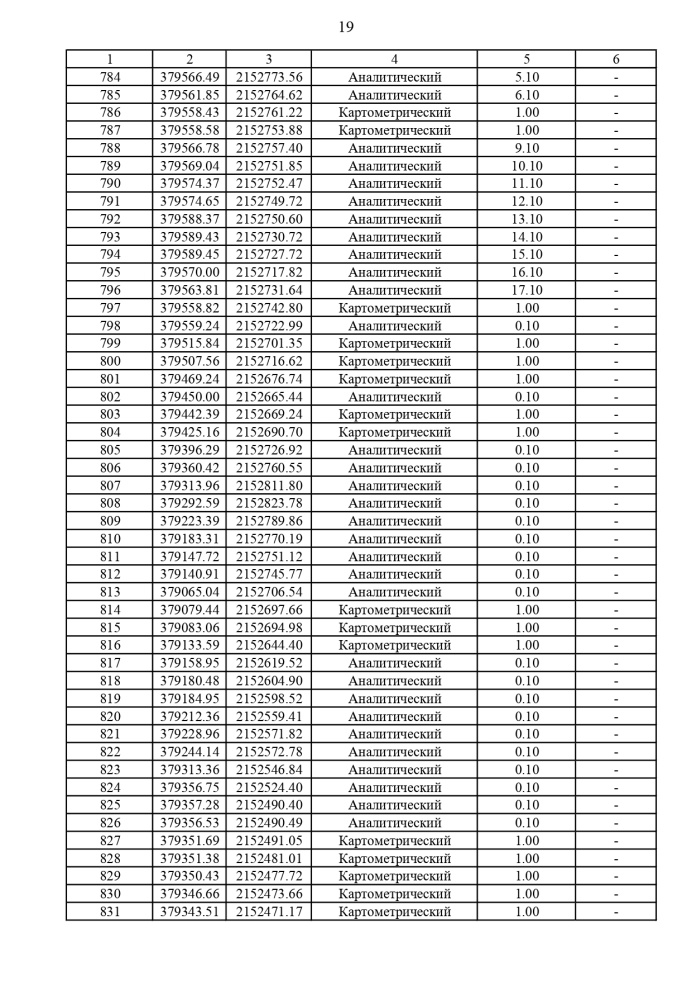 19
1 2 3 4 5 6
784 379566.49 2152773.56 Аналитический 5.10 -
785 379561.85 2152764.62 Аналитический 6.10 -
786 379558.43 2152761.22 Картометрический 1.00 -
787 379558.58 2152753.88 Картометрический 1.00 -
788 379566.78 2152757.40 Аналитический 9.10 -
789 379569.04 2152751.85 Аналитический 10.10 -
790 379574.37 2152752.47 Аналитический 11.10 -
791 379574.65 2152749.72 Аналитический 12.10 -
792 379588.37 2152750.60 Аналитический 13.10 -
793 379589.43 2152730.72 Аналитический 14.10 -
794 379589.45 2152727.72 Аналитический 15.10 -
795 379570.00 2152717.82 Аналитический 16.10 -
796 379563.81 2152731.64 Аналитический 17.10 -
797 379558.82 2152742.80 Картометрический 1.00 -
798 379559.24 2152722.99 Аналитический 0.10 -
799 379515.84 2152701.35 Картометрический 1.00 -
800 379507.56 2152716.62 Картометрический 1.00 -
801 379469.24 2152676.74 Картометрический 1.00 -
802 379450.00 2152665.44 Аналитический 0.10 -
803 379442.39 2152669.24 Картометрический 1.00 -
804 379425.16 2152690.70 Картометрический 1.00 -
805 379396.29 2152726.92 Аналитический 0.10 -
806 379360.42 2152760.55 Аналитический 0.10 -
807 379313.96 2152811.80 Аналитический 0.10 -
808 379292.59 2152823.78 Аналитический 0.10 -
809 379223.39 2152789.86 Аналитический 0.10 -
810 379183.31 2152770.19 Аналитический 0.10 -
811 379147.72 2152751.12 Аналитический 0.10 -
812 379140.91 2152745.77 Аналитический 0.10 -
813 379065.04 2152706.54 Аналитический 0.10 -
814 379079.44 2152697.66 Картометрический 1.00 -
815 379083.06 2152694.98 Картометрический 1.00 -
816 379133.59 2152644.40 Картометрический 1.00 -
817 379158.95 2152619.52 Аналитический 0.10 -
818 379180.48 2152604.90 Аналитический 0.10 -
819 379184.95 2152598.52 Аналитический 0.10 -
820 379212.36 2152559.41 Аналитический 0.10 -
821 379228.96 2152571.82 Аналитический 0.10 -
822 379244.14 2152572.78 Аналитический 0.10 -
823 379313.36 2152546.84 Аналитический 0.10 -
824 379356.75 2152524.40 Аналитический 0.10 -
825 379357.28 2152490.40 Аналитический 0.10 -
826 379356.53 2152490.49 Аналитический 0.10 -
827 379351.69 2152491.05 Картометрический 1.00 -
828 379351.38 2152481.01 Картометрический 1.00 -
829 379350.43 2152477.72 Картометрический 1.00 -
830 379346.66 2152473.66 Картометрический 1.00 -
831 379343.51 2152471.17 Картометрический 1.00 -